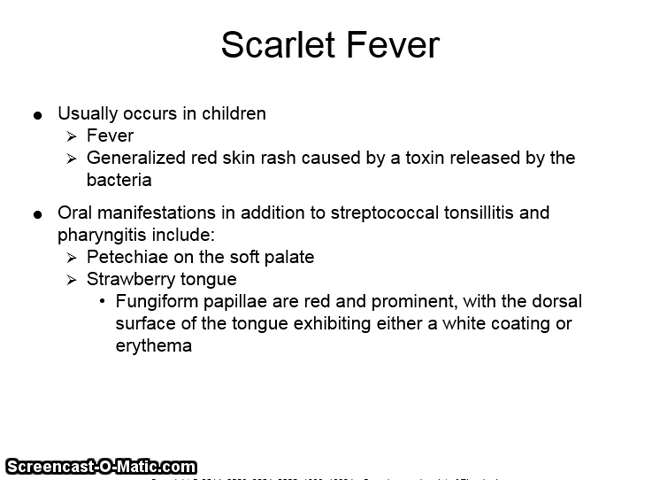 Scarlet Fever
● Usually occurs in children
➢ Fever
➢ Generalized red skin rash caused by a toxin released by the
bacteria
● Oral manifestations in addition to streptococcal tonsillitis and
pharyngitis include:
➢ Petechiae on the soft palate
➢ Strawberry tongue
• Fungiform papillae are red and prominent, with the dorsal
surface of the tongue exhibiting either a white coating or
erythema
Screencast-O-Matic.com